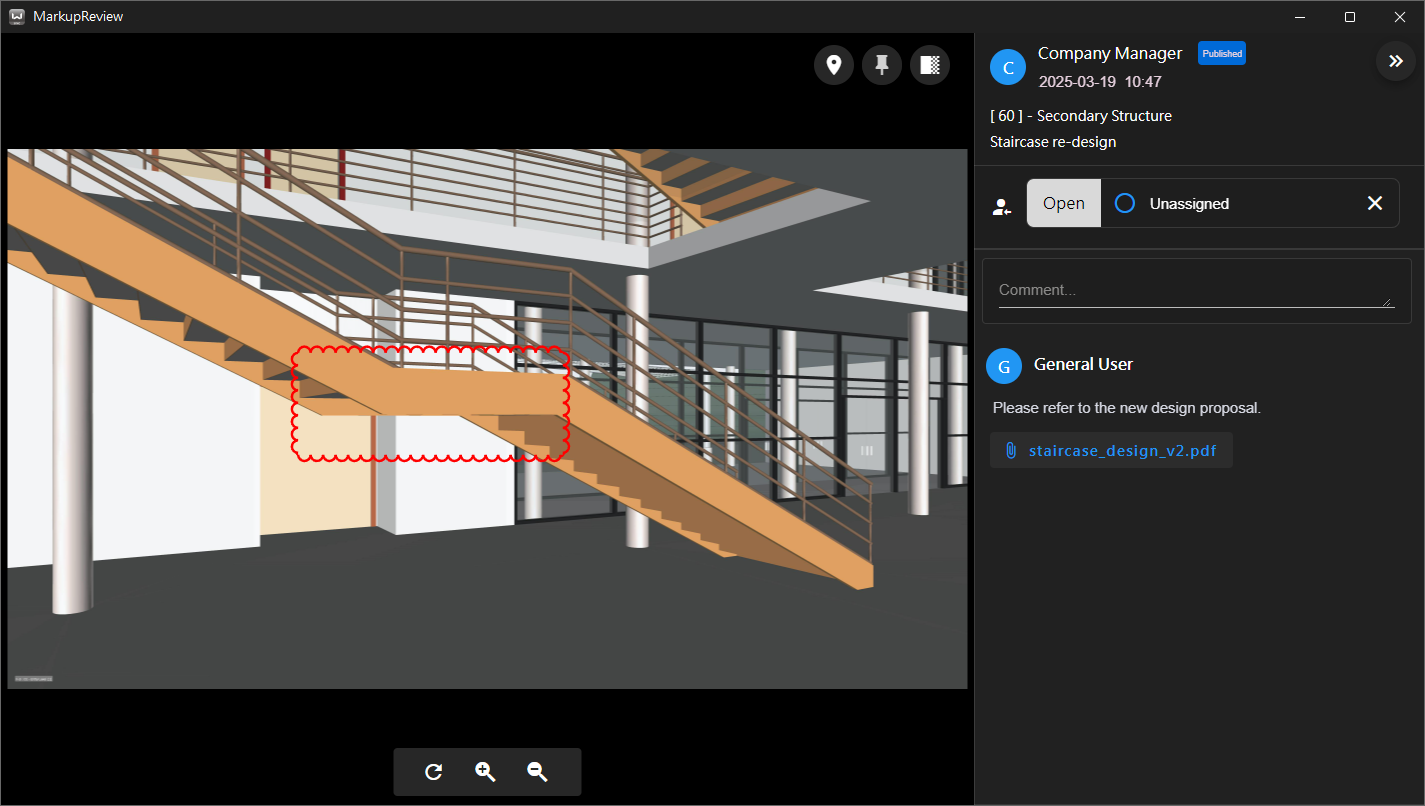 MarkupReview
C
Company Manager
Published
2025-03-19 10:47
[ 60 ] - Secondary Structure
Staircase re-design
Open
Unassigned
Comment...
G
General User
Please refer to the new design proposal.
staircase_design_v2.pdf